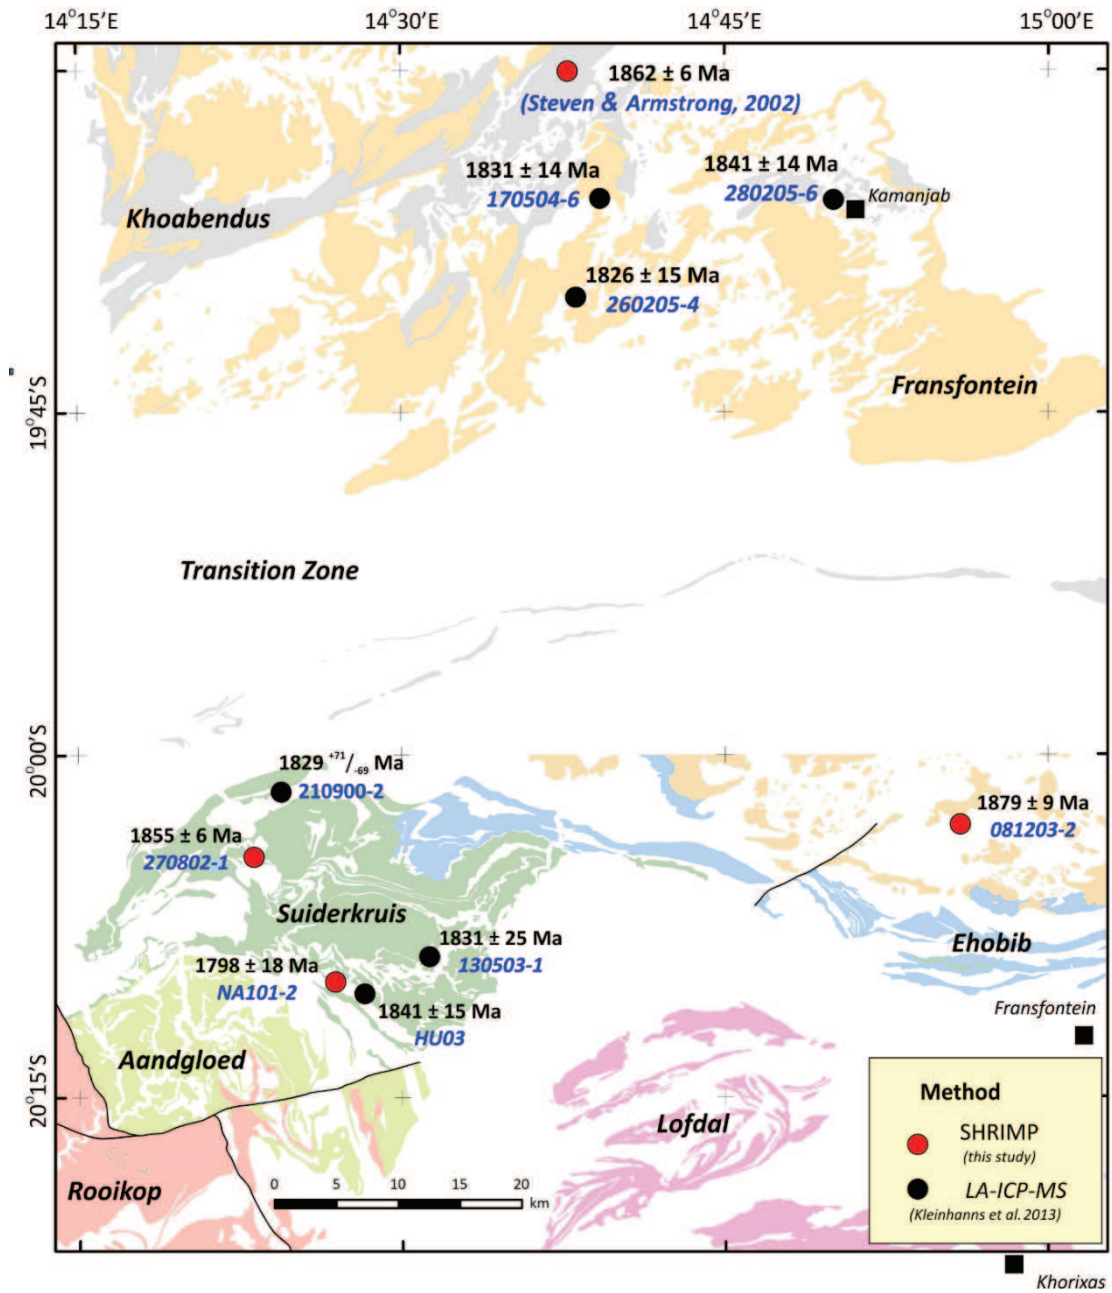 14°15'E
14°30'E
14°45'E
15°00'E
1862 ± 6 Ma
(Steven & Armstrong, 2002)
1831 ± 14 Ma
170504-6
1841 ± 14 Ma
280205-6
Kamanjab
Khoabendus
1826 ± 15 Ma
260205-4
Fransfontein
19°45'S
Transition Zone
20°00'S
1829 +71/-69 Ma
210900-2
1879 ± 9 Ma
081203-2
1855 ± 6 Ma
270802-1
Suiderkruis
1831 ± 25 Ma
130503-1
Ehobib
1798 ± 18 Ma
NA101-2
1841 ± 15 Ma
HU03
Fransfontein
Aandgloed
20°15'S
Lofdal
Rooikop
0 5 10 15 20
km
Method
SHRIMP
(this study)
LA-ICP-MS
(Kleinhanns et al. 2013)
Khorixas